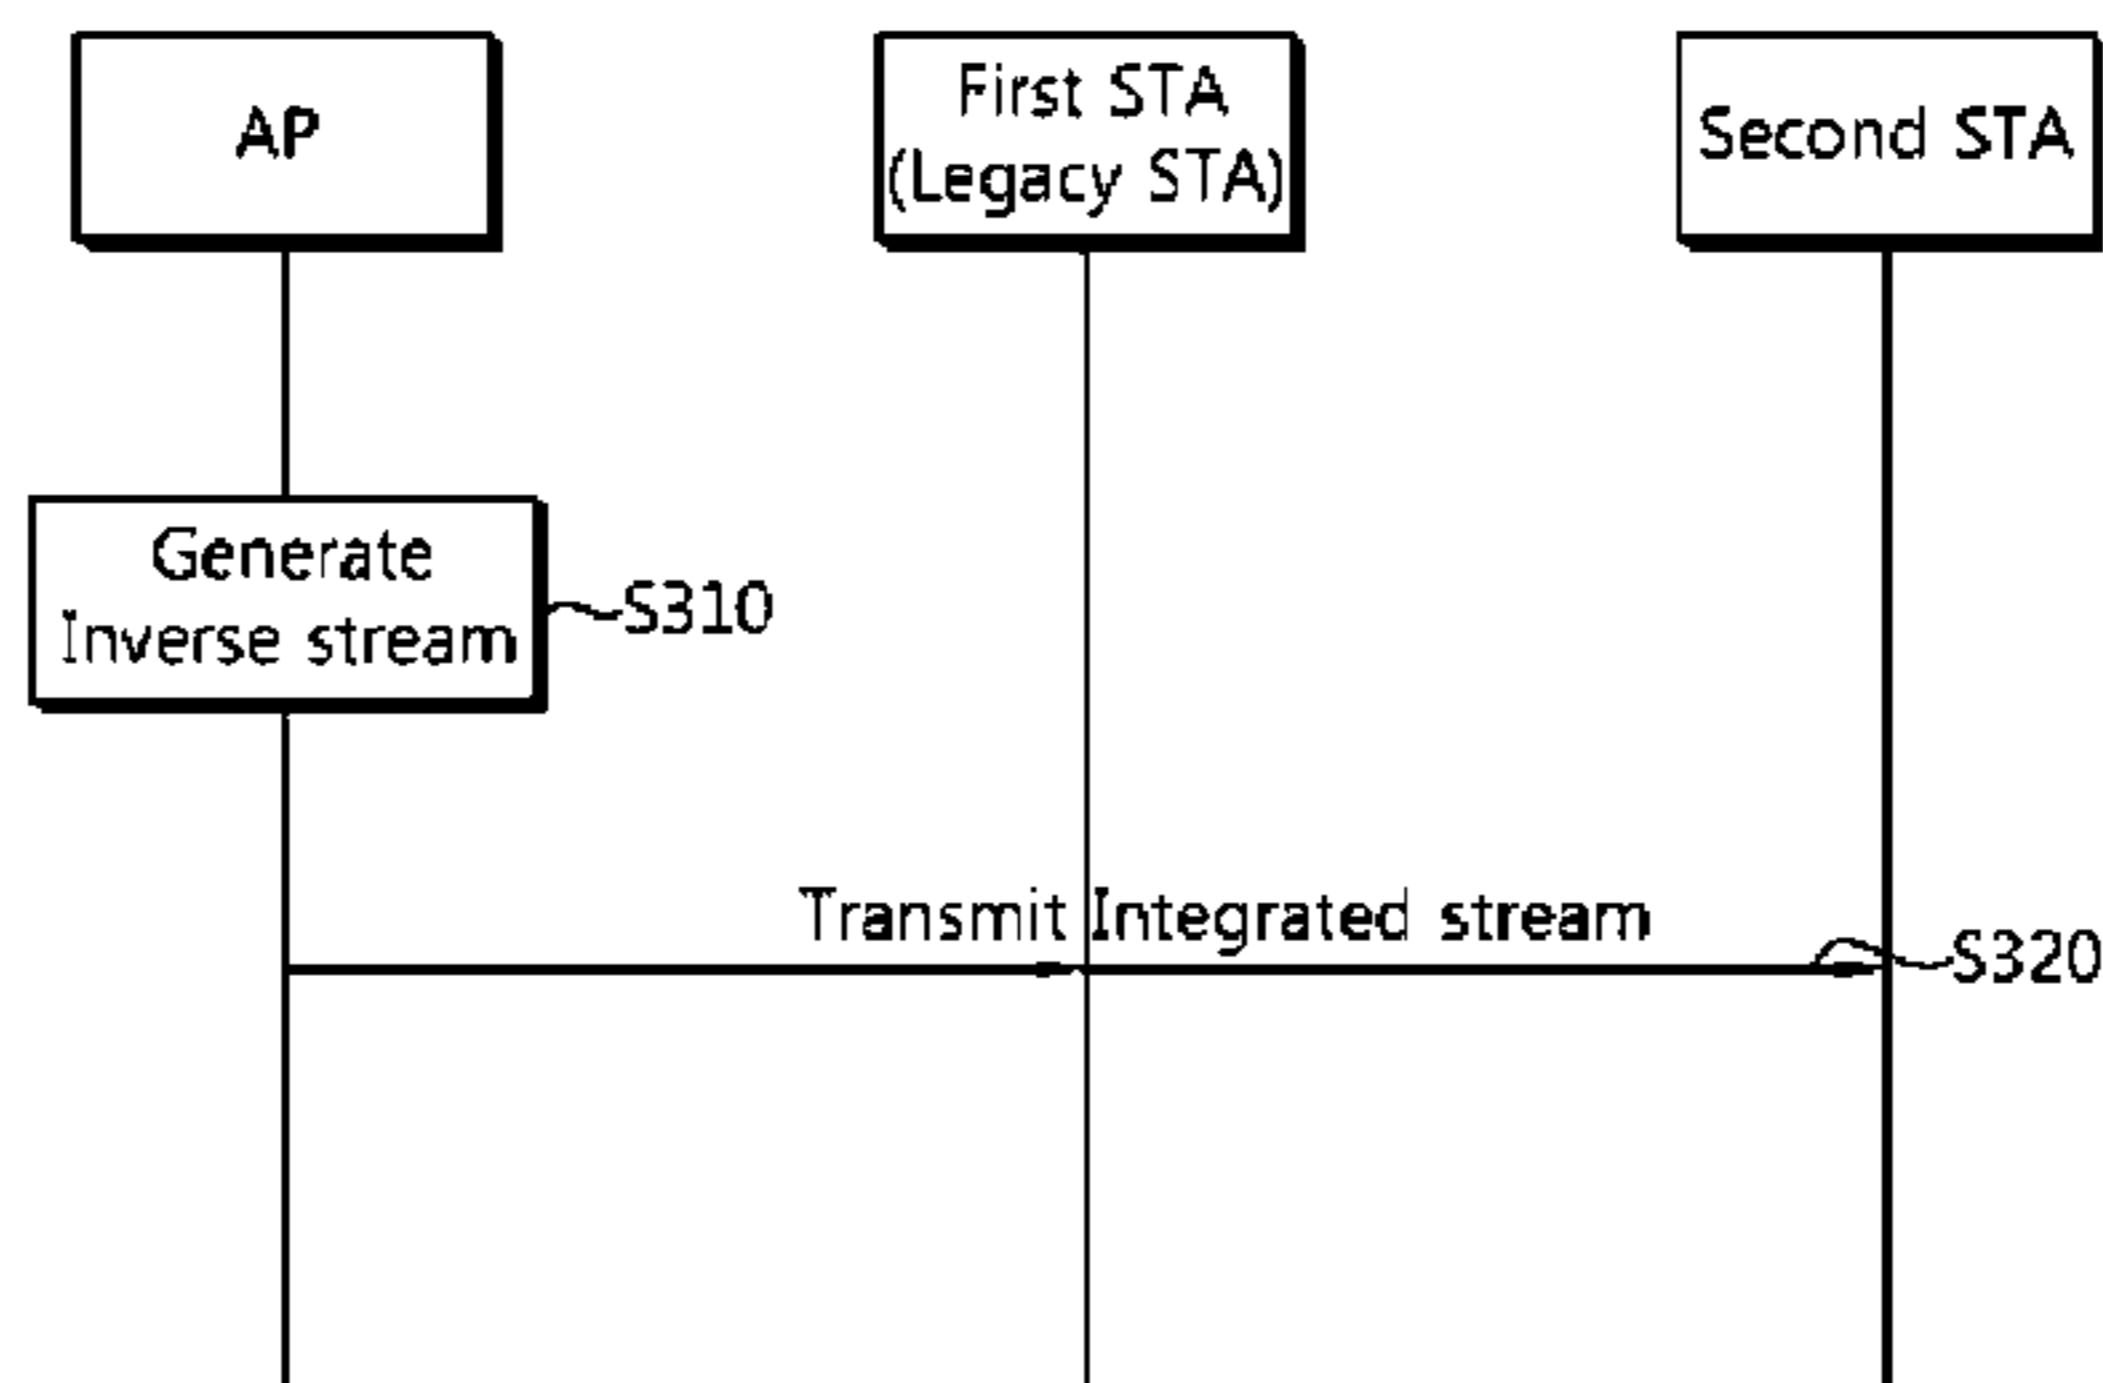 AP
First STA
(Legacy STA)
Second STA
Generate
Inverse stream
S310
Transmit Integrated stream
S320